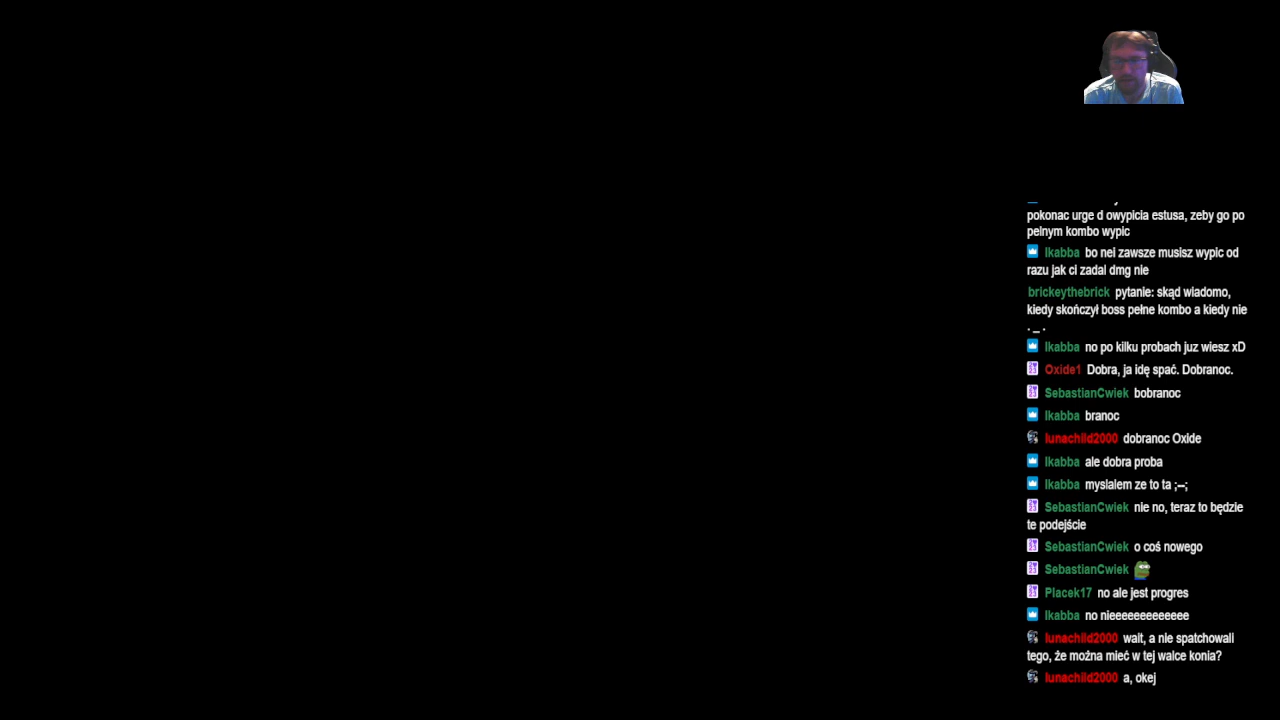 pokonac urge d owypicia estusa, zeby go po
pelnym kombo wypic
Ikabba bo nei zawsze musisz wypic od
razu jak ci zadal dmg nie
brickeythebrick pytanie: skąd wiadomo,
kiedy skończył boss pełne kombo a kiedy nie
. _ .
Ikabba no po kilku probach juz wiesz xD
Oxide1 Dobra, ja idę spać. Dobranoc.
SebastianCwiek bobranoc
Ikabba branoc
lunachild2000 dobranoc Oxide
Ikabba ale dobra proba
Ikabba myslalem ze to ta ;--;
SebastianCwiek nie no, teraz to będzie
te podejście
SebastianCwiek o coś nowego
SebastianCwiek
Placek17 no ale jest progres
Ikabba no nieeeeeeeeeeeee
lunachild2000 wait, a nie spatchowali
tego, że można mieć w tej walce konia?
lunachild2000 a, okej